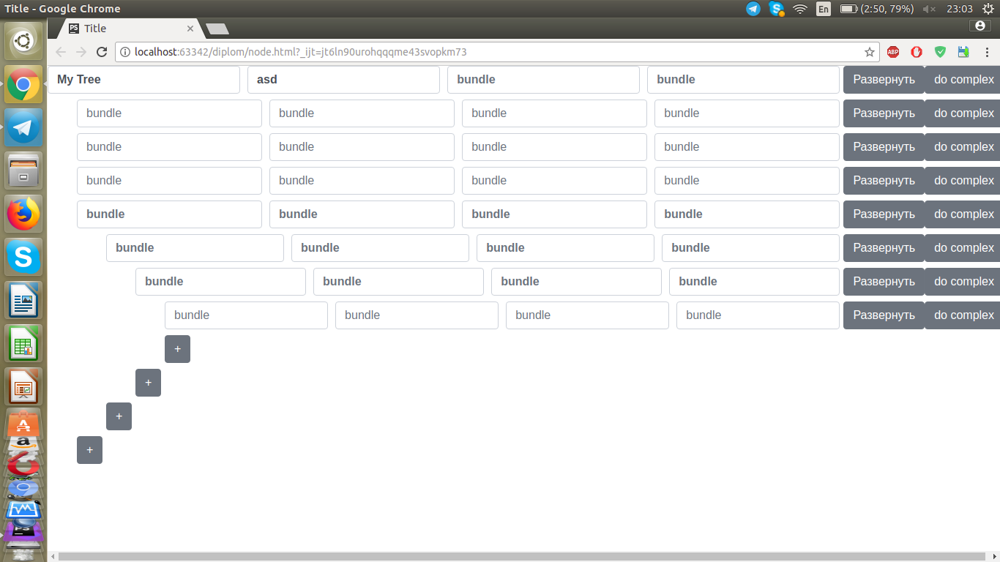 Title - Google Chrome En (2:50, 79%) 23:03
PS Title
localhost:63342/diplom/node.html?_ijt=jt6ln90urohqqqme43svopkm73 ABP
My Tree asd bundle bundle Развернуть do complex
bundle bundle bundle bundle Развернуть do complex
bundle bundle bundle bundle Развернуть do complex
bundle bundle bundle bundle Развернуть do complex
bundle bundle bundle bundle Развернуть do complex
bundle bundle bundle bundle Развернуть do complex
bundle bundle bundle bundle Развернуть do complex
bundle bundle bundle bundle Развернуть do complex
+
+
+
+